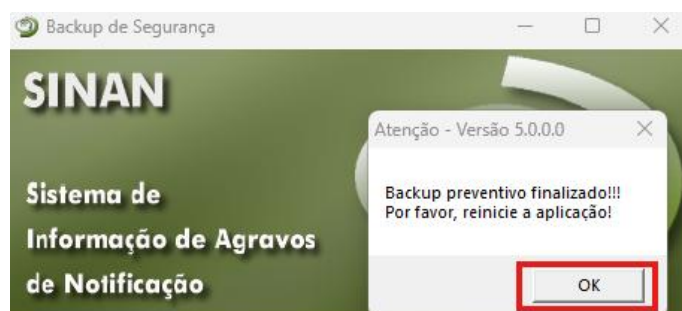 Backup de Segurança
SINAN
Sistema de
Informação de Agravos
de Notificação
Atenção - Versão 5.0.0.0
Backup preventivo finalizado!!!
Por favor, reinicie a aplicação!
OK